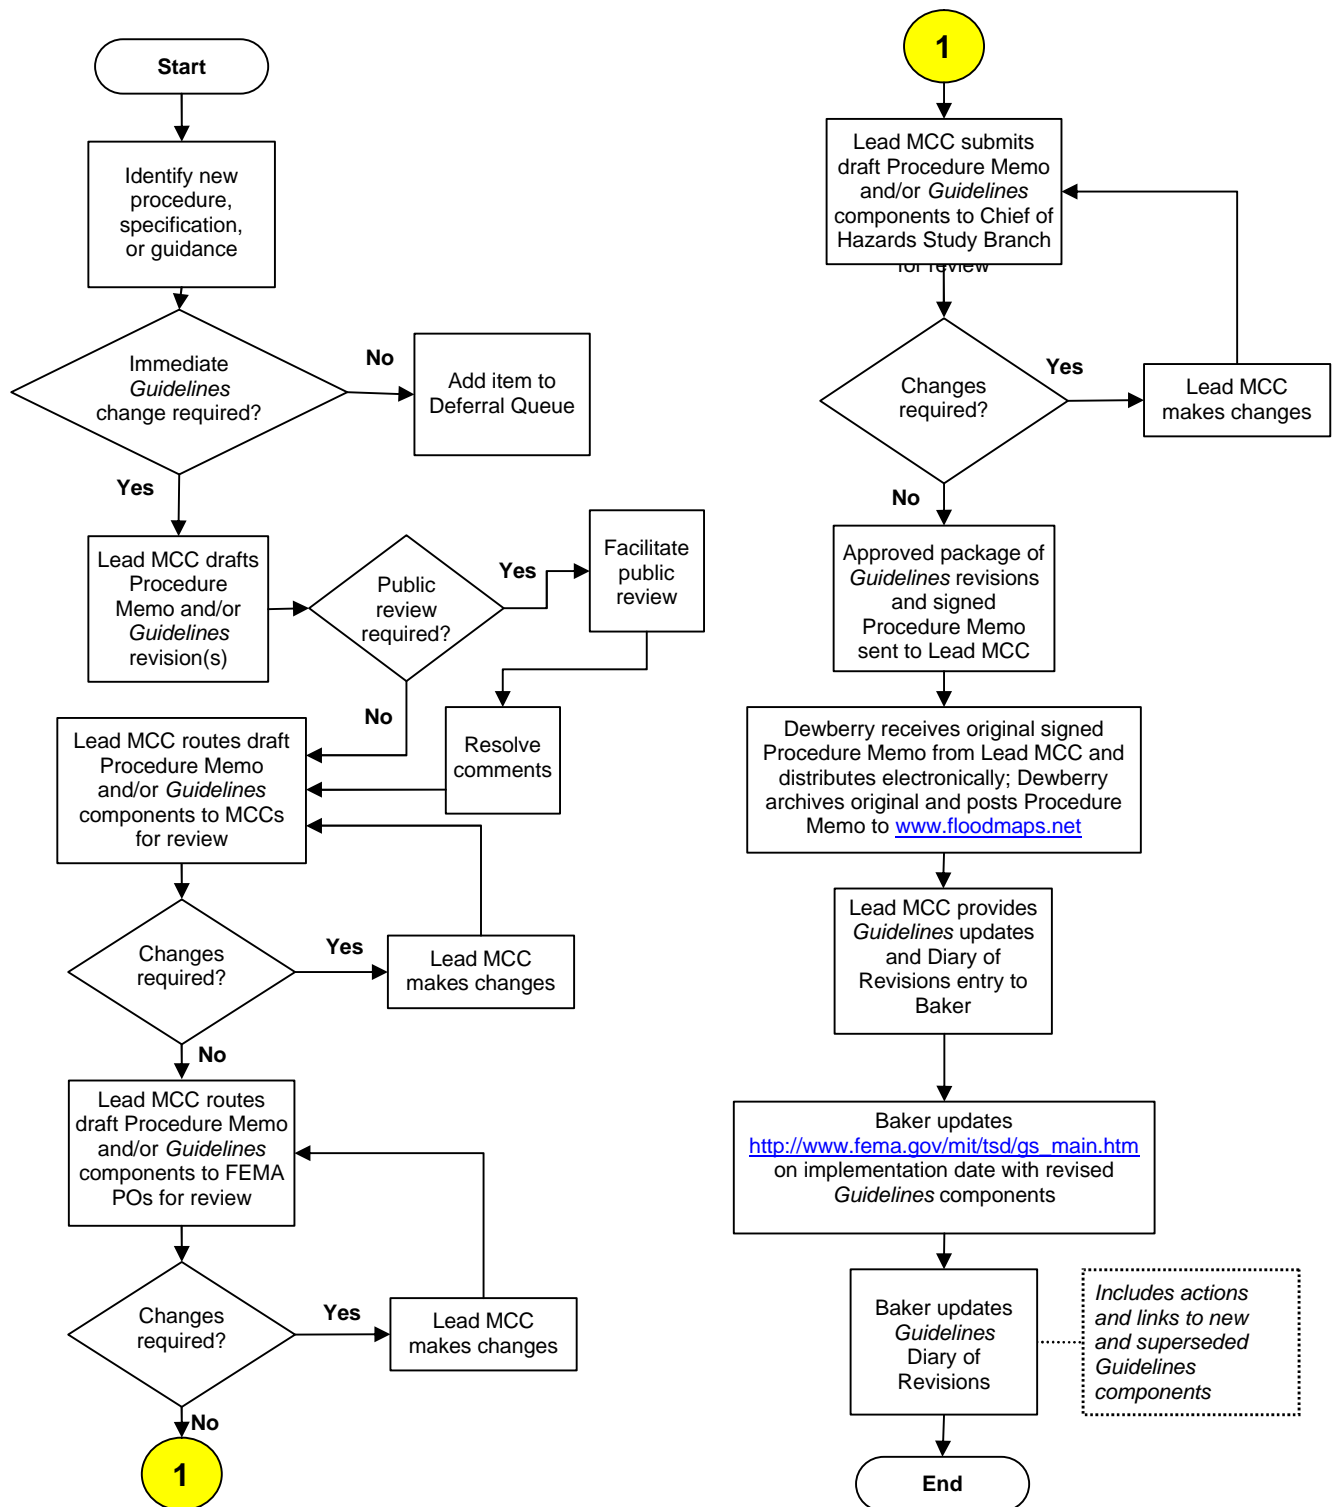 Start
Identify new
procedure,
specification,
or guidance
Immediate
Guidelines
change required?
No
Add item to
Deferral Queue
Yes
Lead MCC drafts
Procedure
Memo and/or
Guidelines
revision(s)
Public
review
required?
Yes
Facilitate
public
review
No
Resolve
comments
Lead MCC routes draft
Procedure Memo
and/or Guidelines
components to MCCs
for review
Changes
required?
Yes
Lead MCC
makes changes
No
Lead MCC routes
draft Procedure Memo
and/or Guidelines
components to FEMA
POs for review
Changes
required?
Yes
Lead MCC
makes changes
No
1
1
Lead MCC submits
draft Procedure Memo
and/or Guidelines
components to Chief of
Hazards Study Branch
for review
Changes
required?
Yes
Lead MCC
makes changes
No
Approved package of
Guidelines revisions
and signed
Procedure Memo
sent to Lead MCC
Dewberry receives original signed
Procedure Memo from Lead MCC and
distributes electronically; Dewberry
archives original and posts Procedure
Memo to www.floodmaps.net
Lead MCC provides
Guidelines updates
and Diary of
Revisions entry to
Baker
Baker updates
http://www.fema.gov/mit/tsd/gs_main.htm
on implementation date with revised
Guidelines components
Baker updates
Guidelines
Diary of
Revisions
Includes actions
and links to new
and superseded
Guidelines
components
End